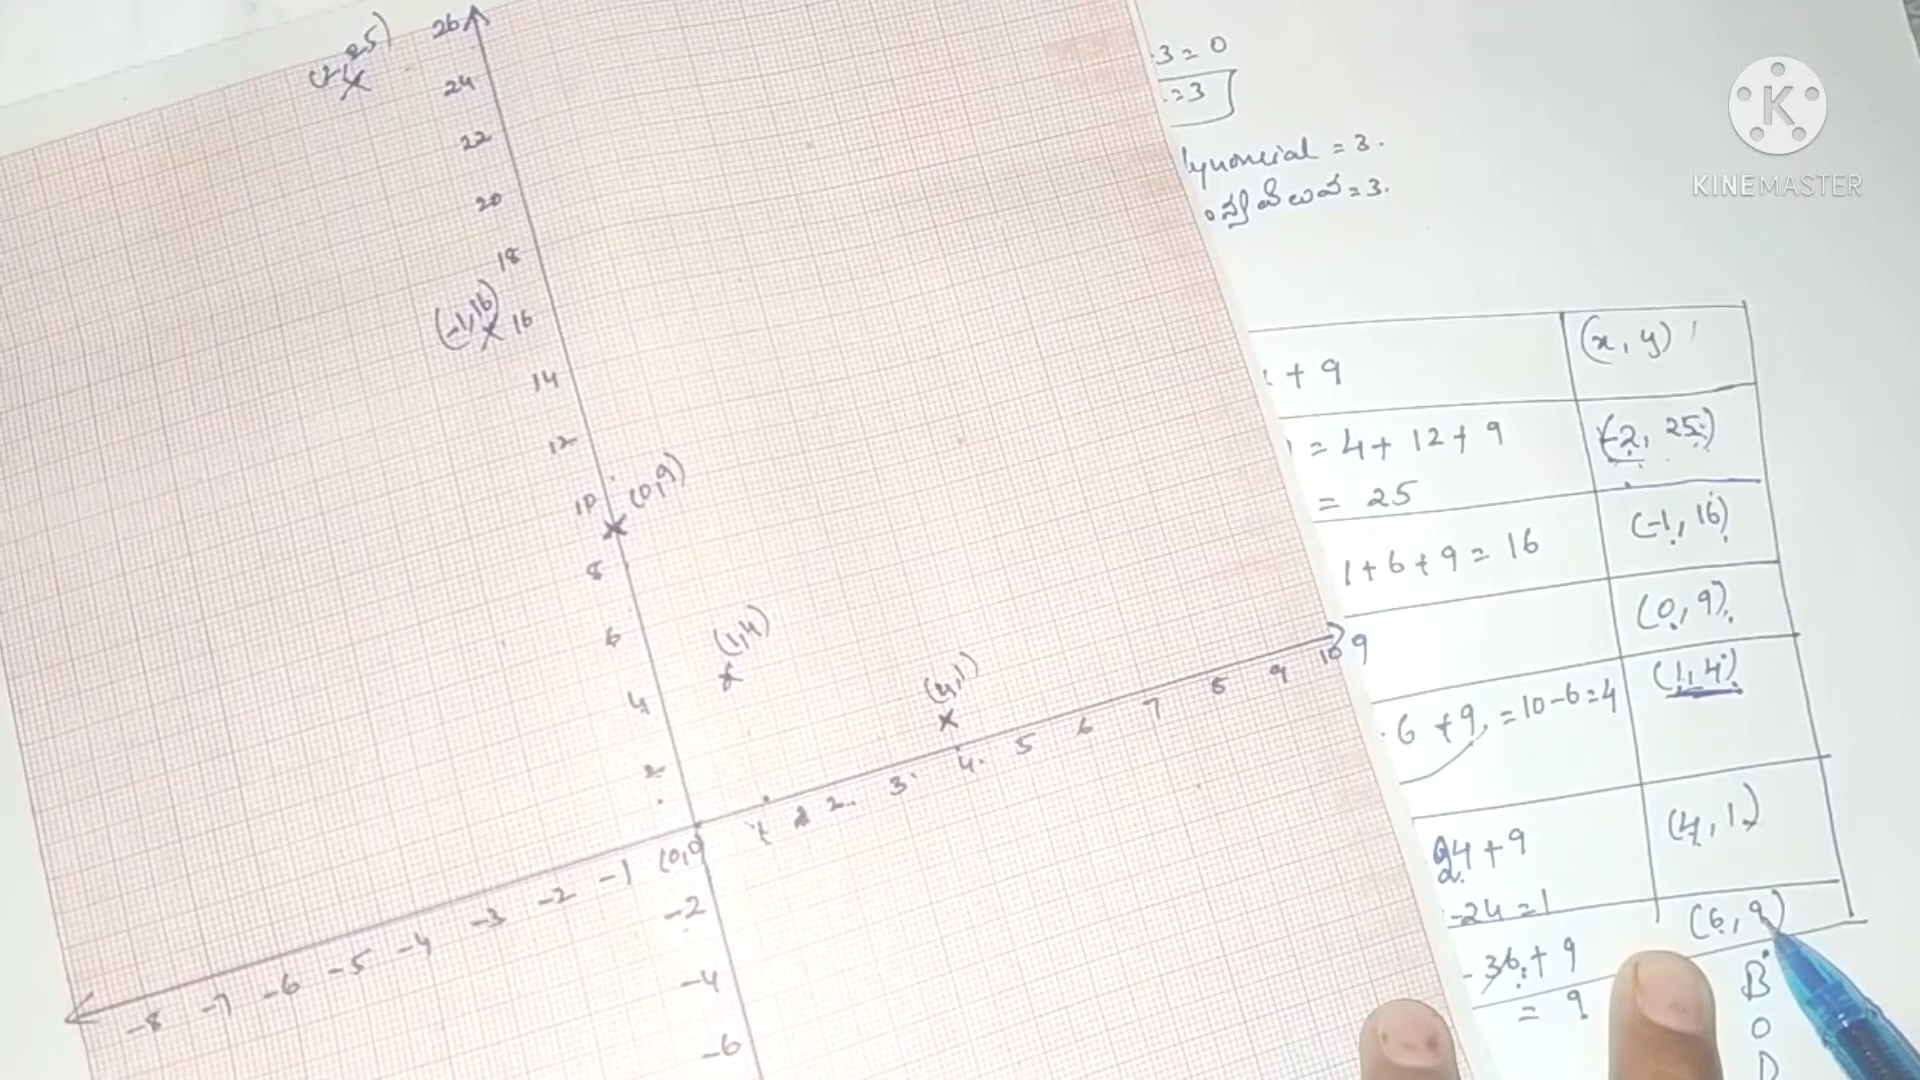 26
24
22
20
18
(-1,16)
16
14
12
10
(0,9)
8
6
(1,4)
4
(4,1)
2
(0,0)
1 2 3 4 5 6 7 8 9 10
-1 -2 -3 -4 -5 -6 -7 -8
-2
-4
-6
3 = 0
= 3
lynomial = 3.
= 3.
+ 9
(x, y)
= 4 + 12 + 9
(-2, 25)
= 25
1 + 6 + 9 = 16
(-1, 16)
(0, 9)
6 + 9 = 10-6=4
(1, 4)
24 + 9
(4, 1)
-24 = 1
(6, 9)
- 36 + 9
= 9
B
O
D
KINEMASTER